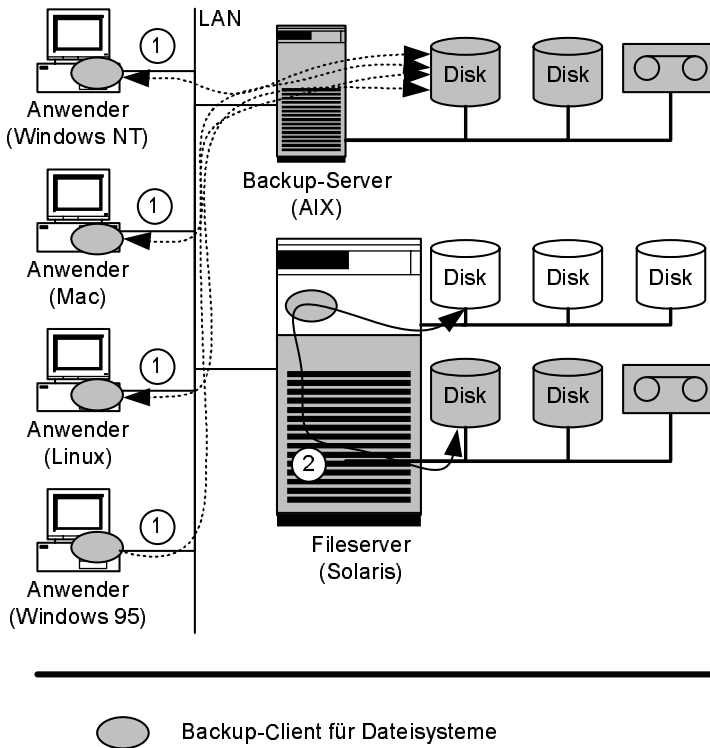 LAN
1
Anwender
(Windows NT)
Disk
Disk
Backup-Server
(AIX)
1
Anwender
(Mac)
Disk
Disk
Disk
1
Anwender
(Linux)
Disk
Disk
2
Fileserver
(Solaris)
1
Anwender
(Windows 95)
Backup-Client für Dateisysteme